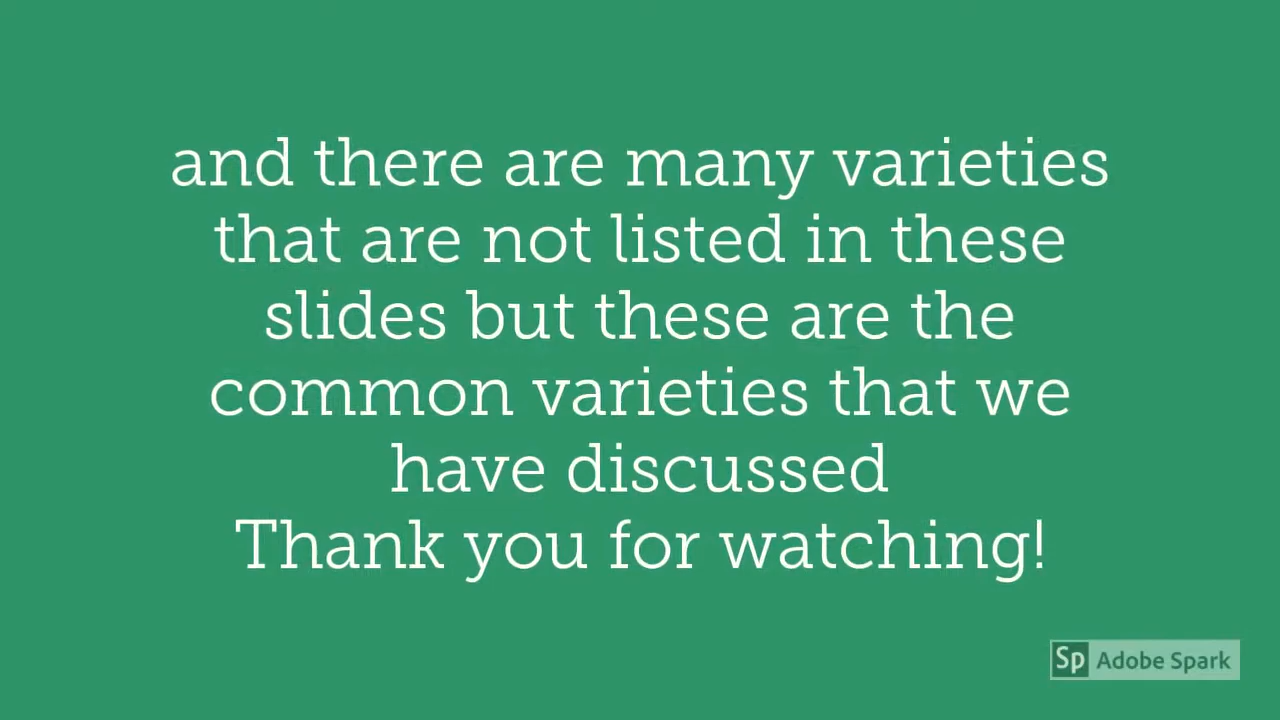 and there are many varieties
that are not listed in these
slides but these are the
common varieties that we
have discussed
Thank you for watching!
Sp Adobe Spark